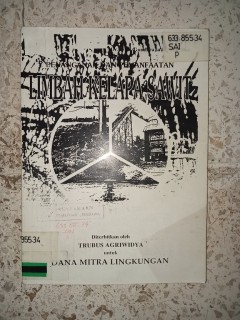 633.855.34
SAI
P
PENANGANAN DAN PEMANFAATAN
LIMBAH KELAPA SAWIT
855.34
Diterbitkan oleh
TRUBUS AGRIWIDYA
untuk
DANA MITRA LINGKUNGAN